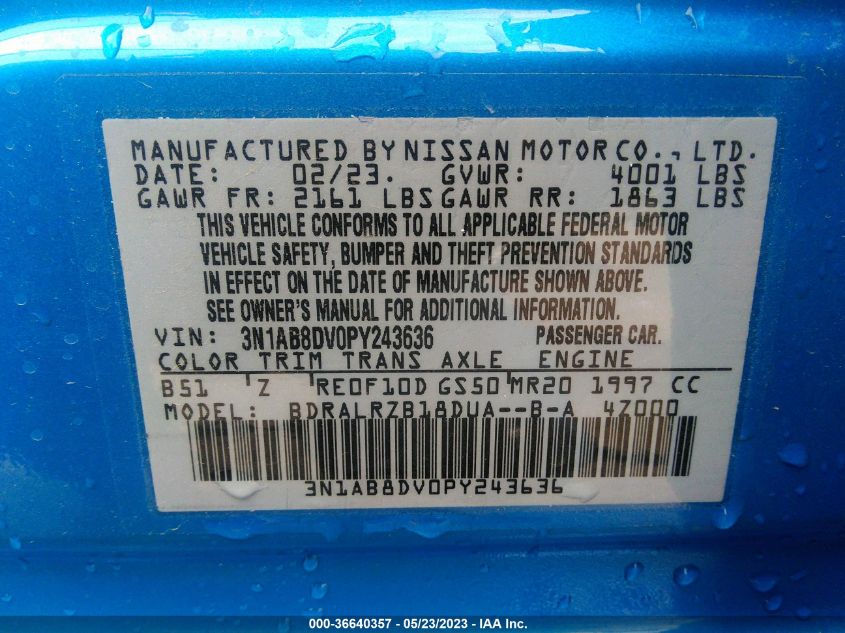 MANUFACTURED BY NISSAN MOTOR CO., LTD.
DATE: 02/23. GVWR: 4001 LBS
GAWR FR: 2161 LBS GAWR RR: 1863 LBS
THIS VEHICLE CONFORMS TO ALL APPLICABLE FEDERAL MOTOR
VEHICLE SAFETY, BUMPER AND THEFT PREVENTION STANDARDS
IN EFFECT ON THE DATE OF MANUFACTURE SHOWN ABOVE.
SEE OWNER'S MANUAL FOR ADDITIONAL INFORMATION.
VIN: 3N1AB8DV0PY243636 PASSENGER CAR.
COLOR TRIM TRANS AXLE ENGINE
B51 Z RE0F10D GS50 MR20 1997 CC
MODEL: BDRALRZB18DUA--B-A 4Z000
3N1AB8DV0PY243636
000-36640357 - 05/23/2023 - IAA Inc.